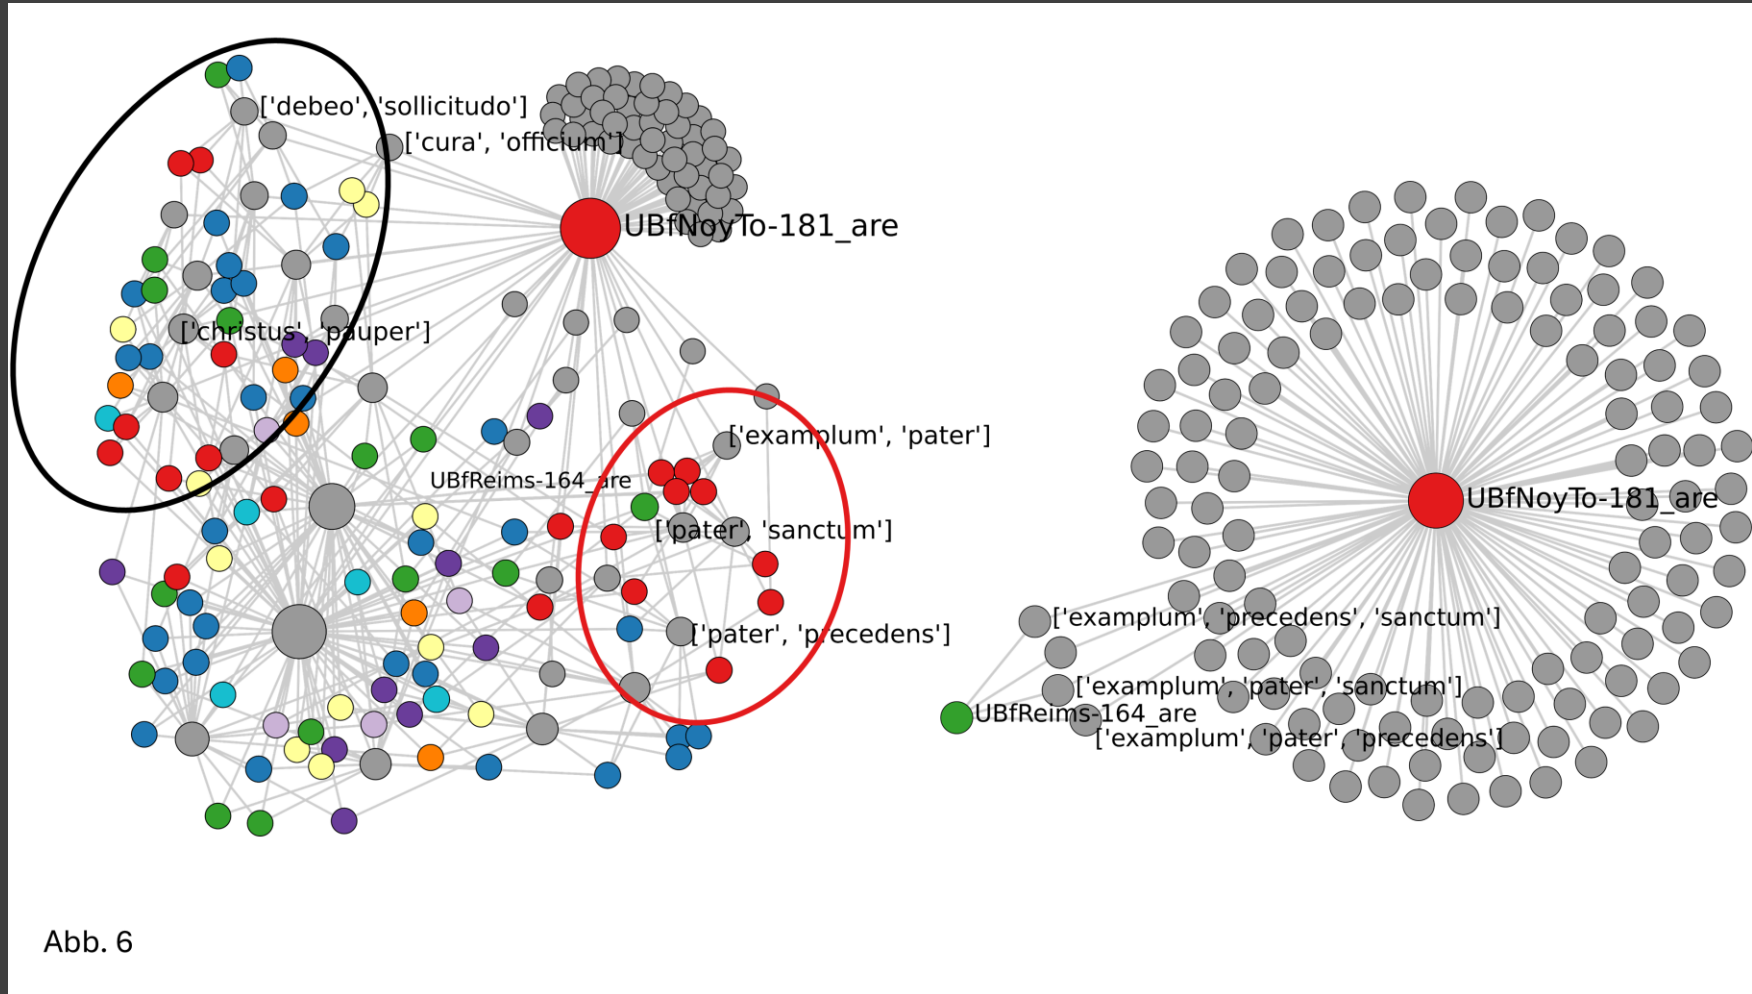 ['debeo', 'sollicitudo']
['cura', 'officium']
UBfNoyTo-181_are
['christus', 'pauper']
['examplum', 'pater']
UBfReims-164_are
['pater', 'sanctum']
['pater', 'precedens']
UBfNoyTo-181_are
['examplum', 'precedens', 'sanctum']
['examplum', 'pater', 'sanctum']
UBfReims-164_are
['examplum', 'pater', 'precedens']
Abb. 6